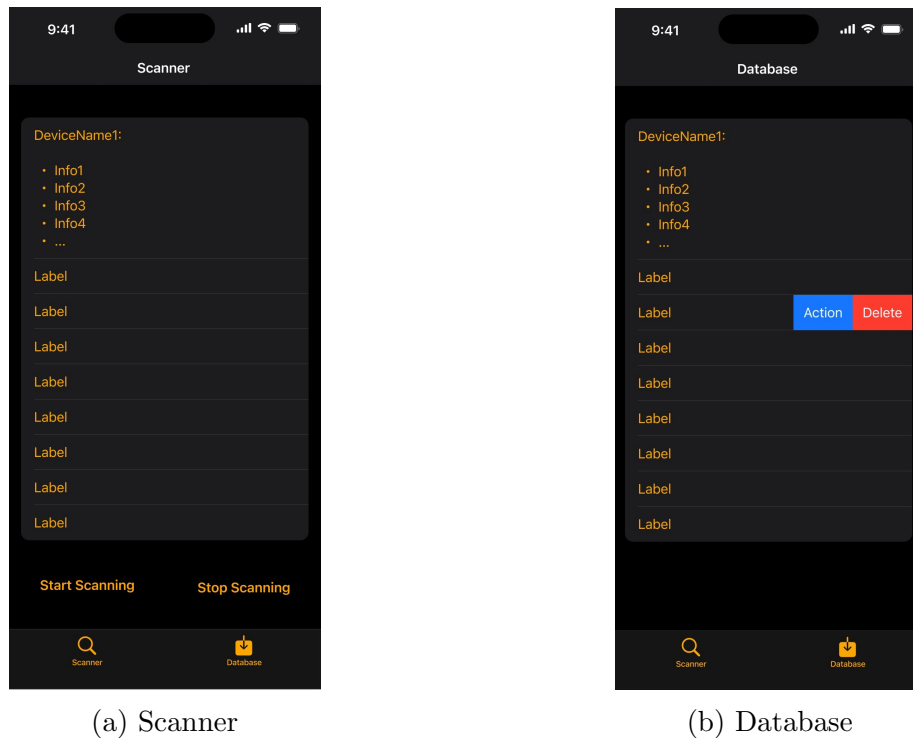 9:41
Scanner
DeviceName1:
• Info1
• Info2
• Info3
• Info4
• ...
Label
Label
Label
Label
Label
Label
Label
Label
Start Scanning
Stop Scanning
Scanner
Database
(a) Scanner
9:41
Database
DeviceName1:
• Info1
• Info2
• Info3
• Info4
• ...
Label
Label
Action
Delete
Label
Label
Label
Label
Label
Label
Scanner
Database
(b) Database